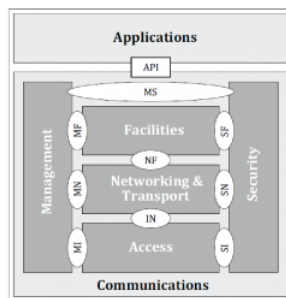 Applications
API
MS
Management
MF
Facilities
SF
Security
NF
MN
Networking &
Transport
SN
IN
MI
Access
SI
Communications